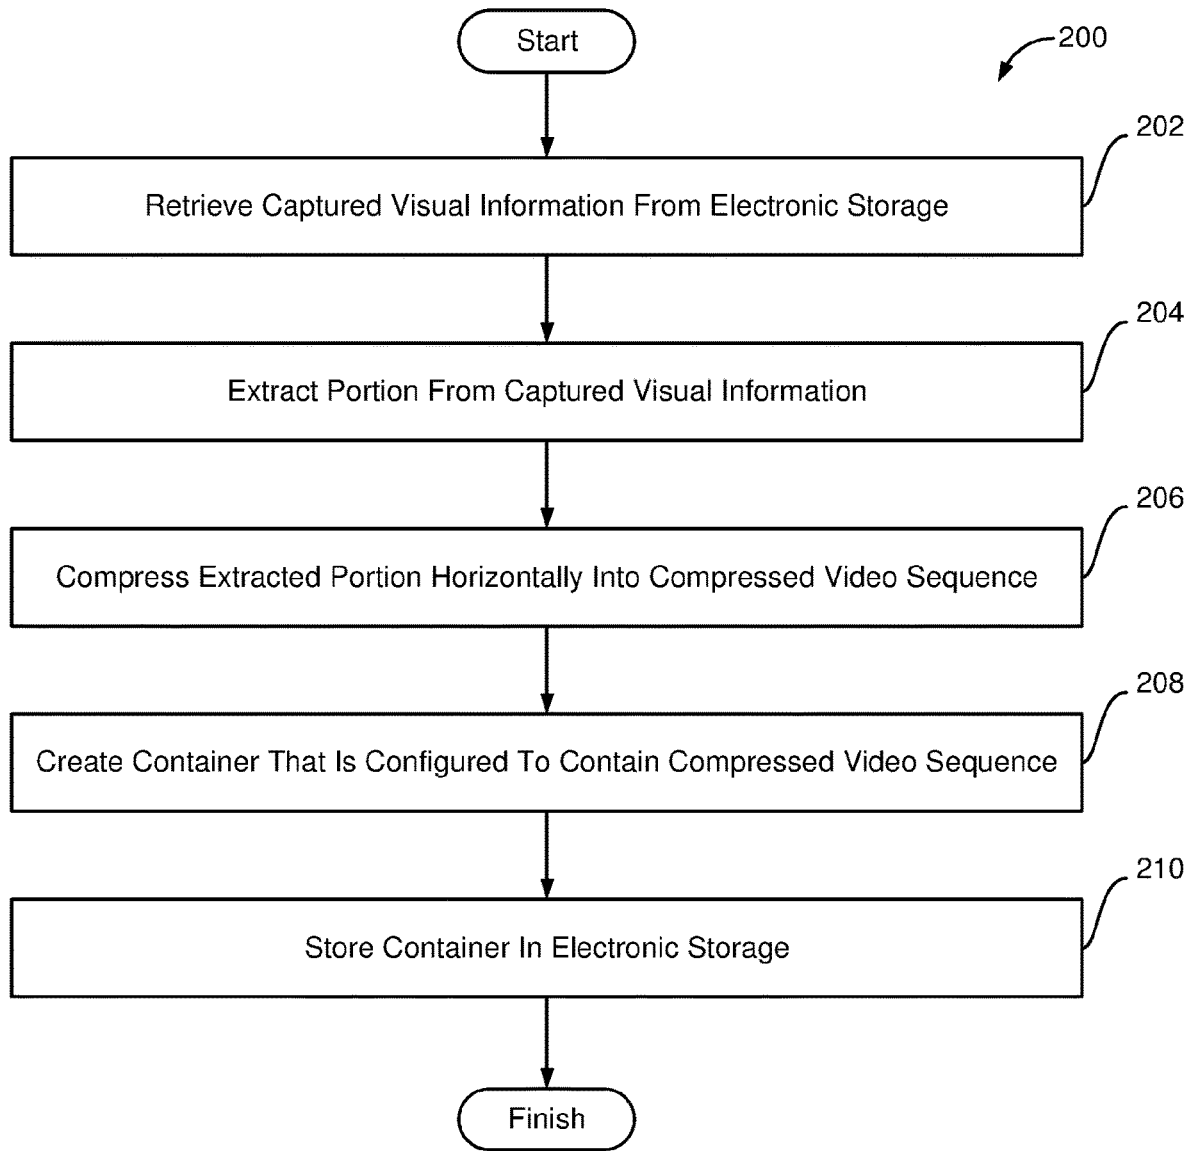 Start
200
202
Retrieve Captured Visual Information From Electronic Storage
204
Extract Portion From Captured Visual Information
206
Compress Extracted Portion Horizontally Into Compressed Video Sequence
208
Create Container That Is Configured To Contain Compressed Video Sequence
210
Store Container In Electronic Storage
Finish